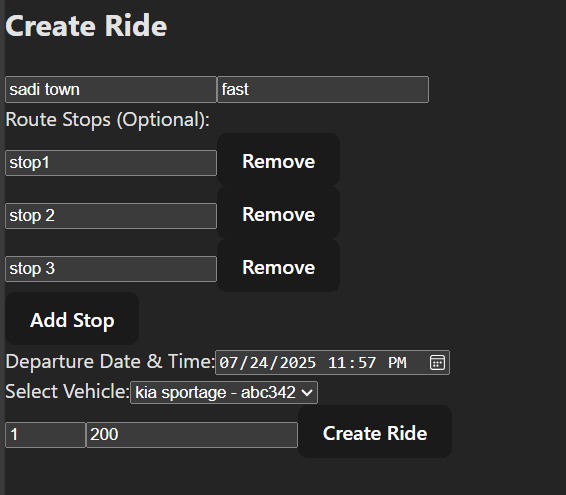 Create Ride
sadi town fast
Route Stops (Optional):
stop1 Remove
stop 2 Remove
stop 3 Remove
Add Stop
Departure Date & Time: 07/24/2025 11:57 PM
Select Vehicle: kia sportage - abc342
1 200 Create Ride